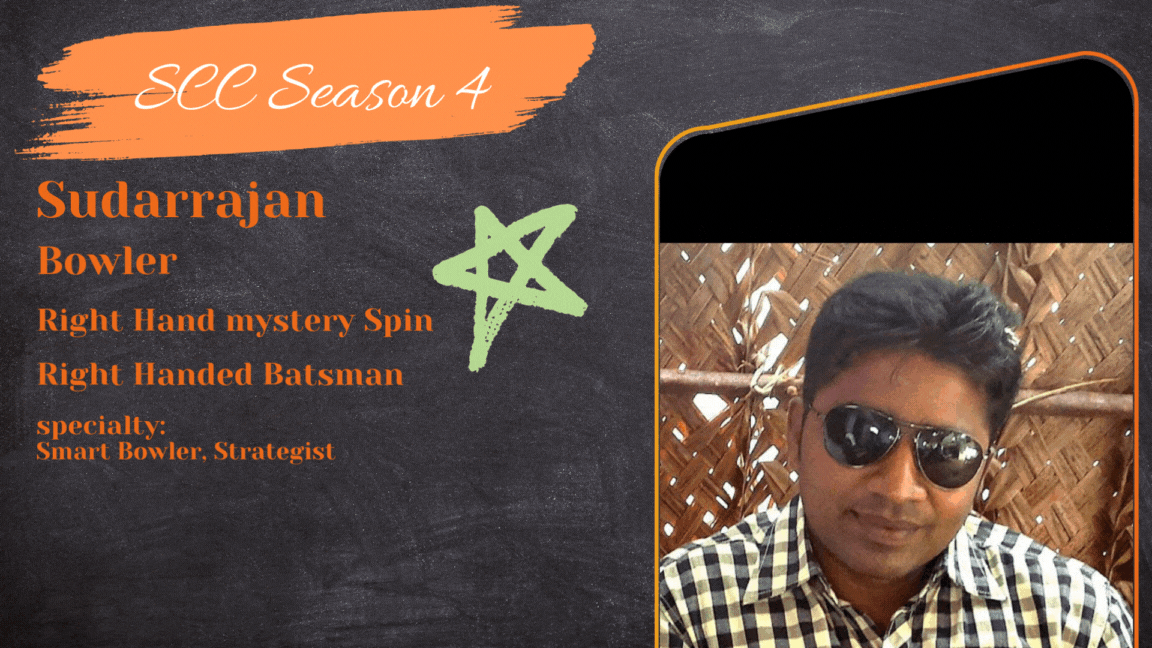 SCC Season 4
Sudarrajan
Bowler
Right Hand mystery Spin
Right Handed Batsman
specialty:
Smart Bowler, Strategist